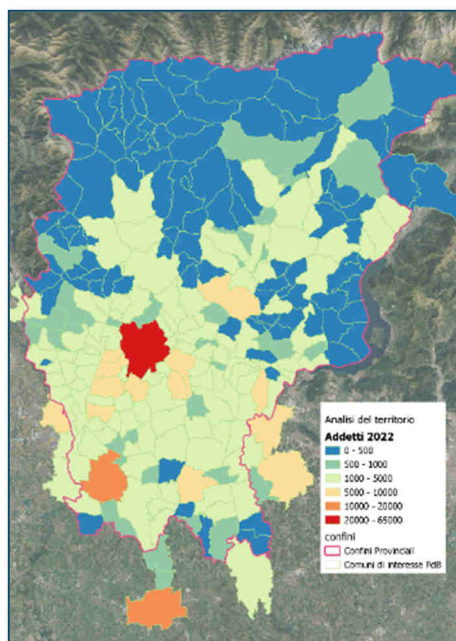 Analisi del territorio
Addetti 2022
0 - 500
500 - 1000
1000 - 5000
5000 - 10000
10000 - 20000
20000 - 65000
confini
Confini Provinciali
Comuni di interesse PdB